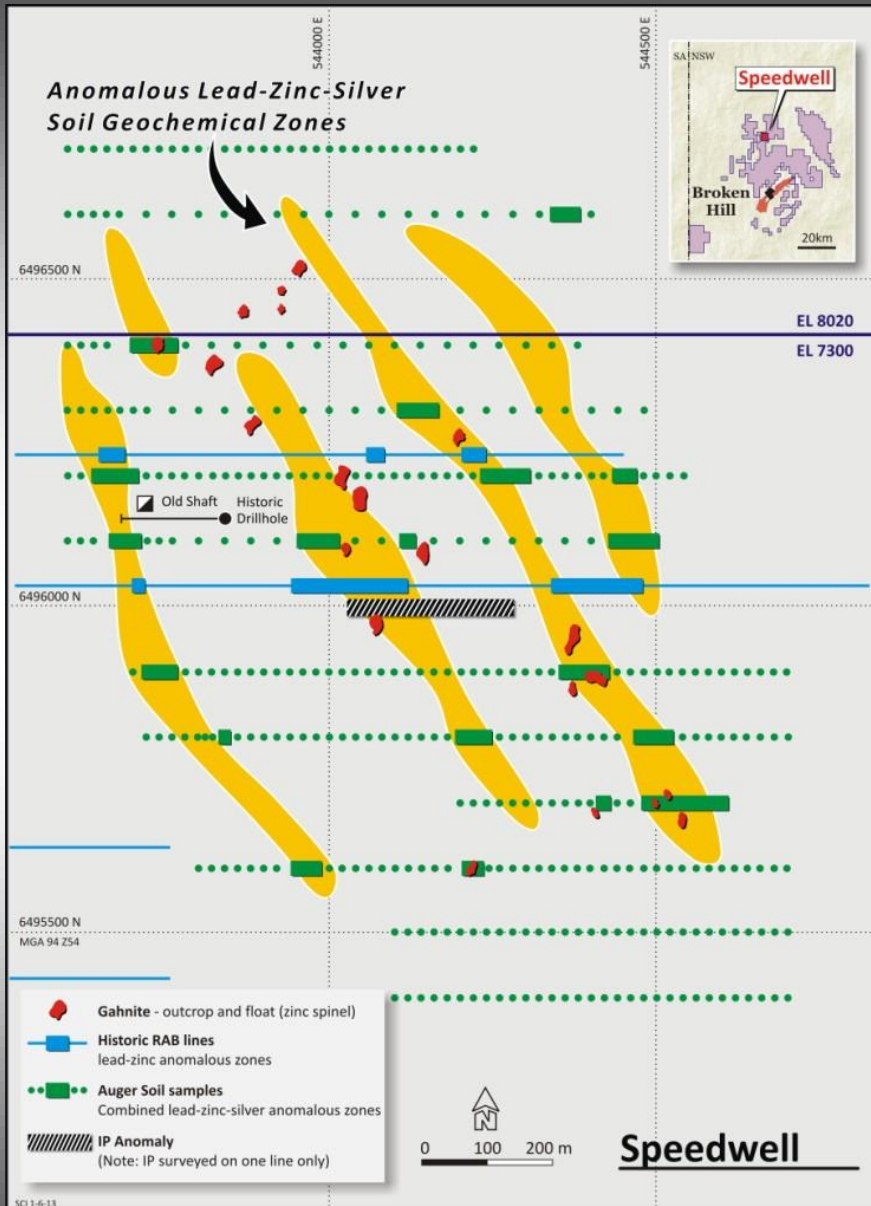 544000 E
544500 E
Anomalous Lead-Zinc-Silver
Soil Geochemical Zones
SA
NSW
Speedwell
Broken
Hill
20km
6496500 N
EL 8020
EL 7300
Old Shaft
Historic
Drillhole
6496000 N
6495500 N
MGA 94 Z54
Gahnite - outcrop and float (zinc spinel)
Historic RAB lines
lead-zinc anomalous zones
Auger Soil samples
Combined lead-zinc-silver anomalous zones
IP Anomaly
(Note: IP surveyed on one line only)
N
0 100 200 m
Speedwell
SCI 1-6-13